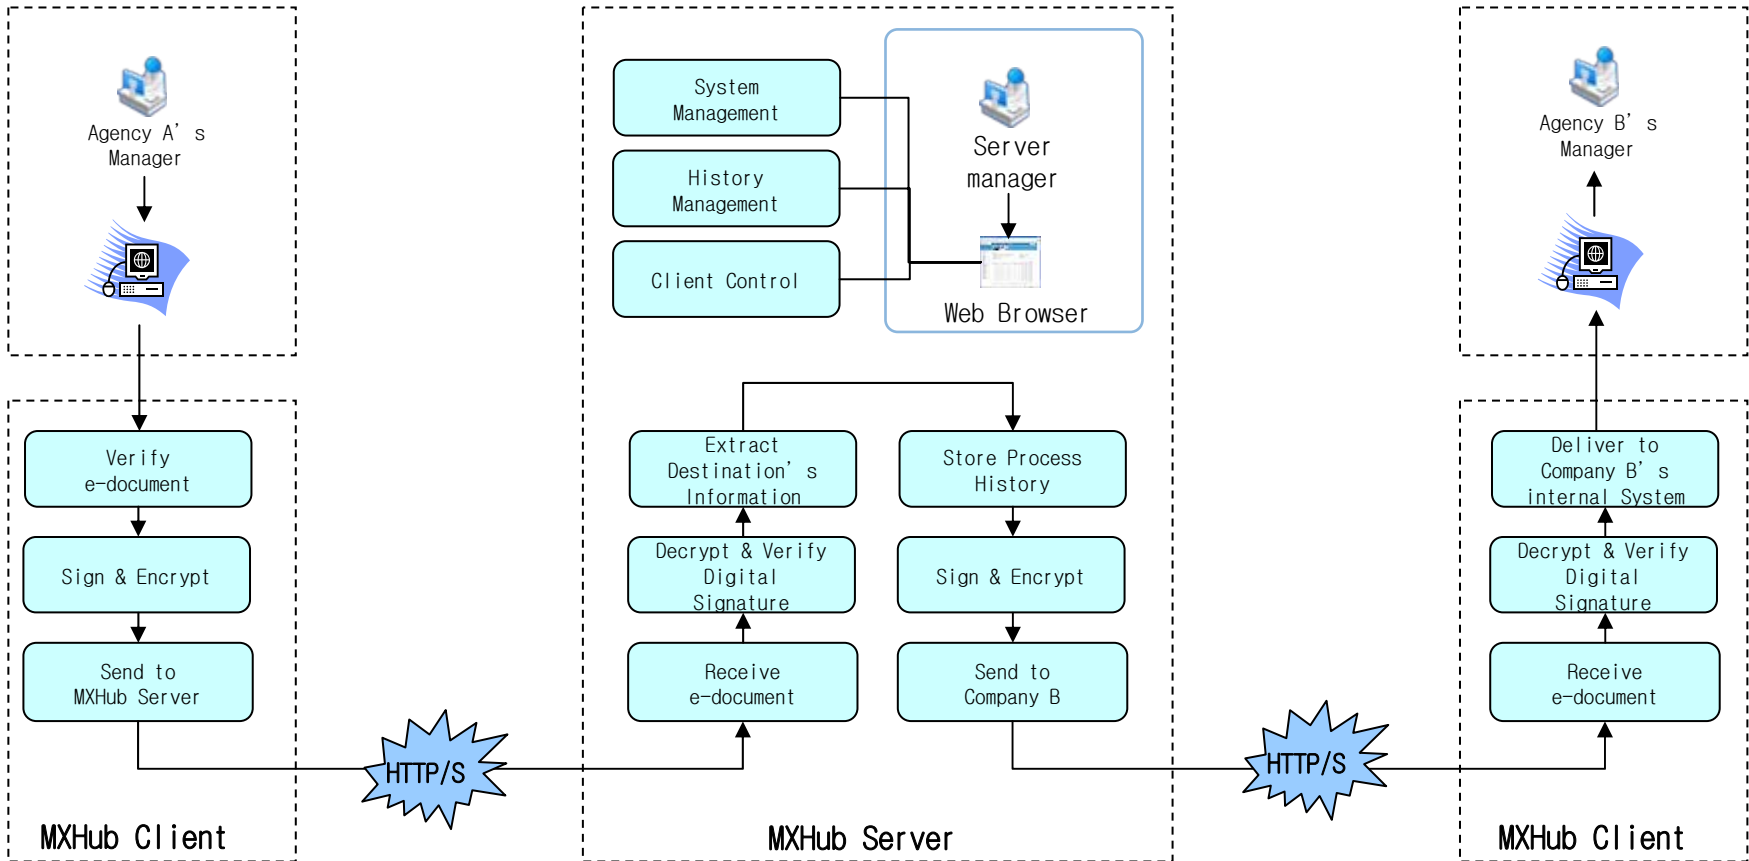 Agency A's
Manager
Verify
e-document
Sign & Encrypt
Send to
MXHub Server
MXHub Client
HTTP/S
System
Management
History
Management
Client Control
Server
manager
Web Browser
Extract
Destination's
Information
Decrypt & Verify
Digital
Signature
Receive
e-document
Store Process
History
Sign & Encrypt
Send to
Company B
MXHub Server
HTTP/S
Agency B's
Manager
Deliver to
Company B's
internal System
Decrypt & Verify
Digital
Signature
Receive
e-document
MXHub Client